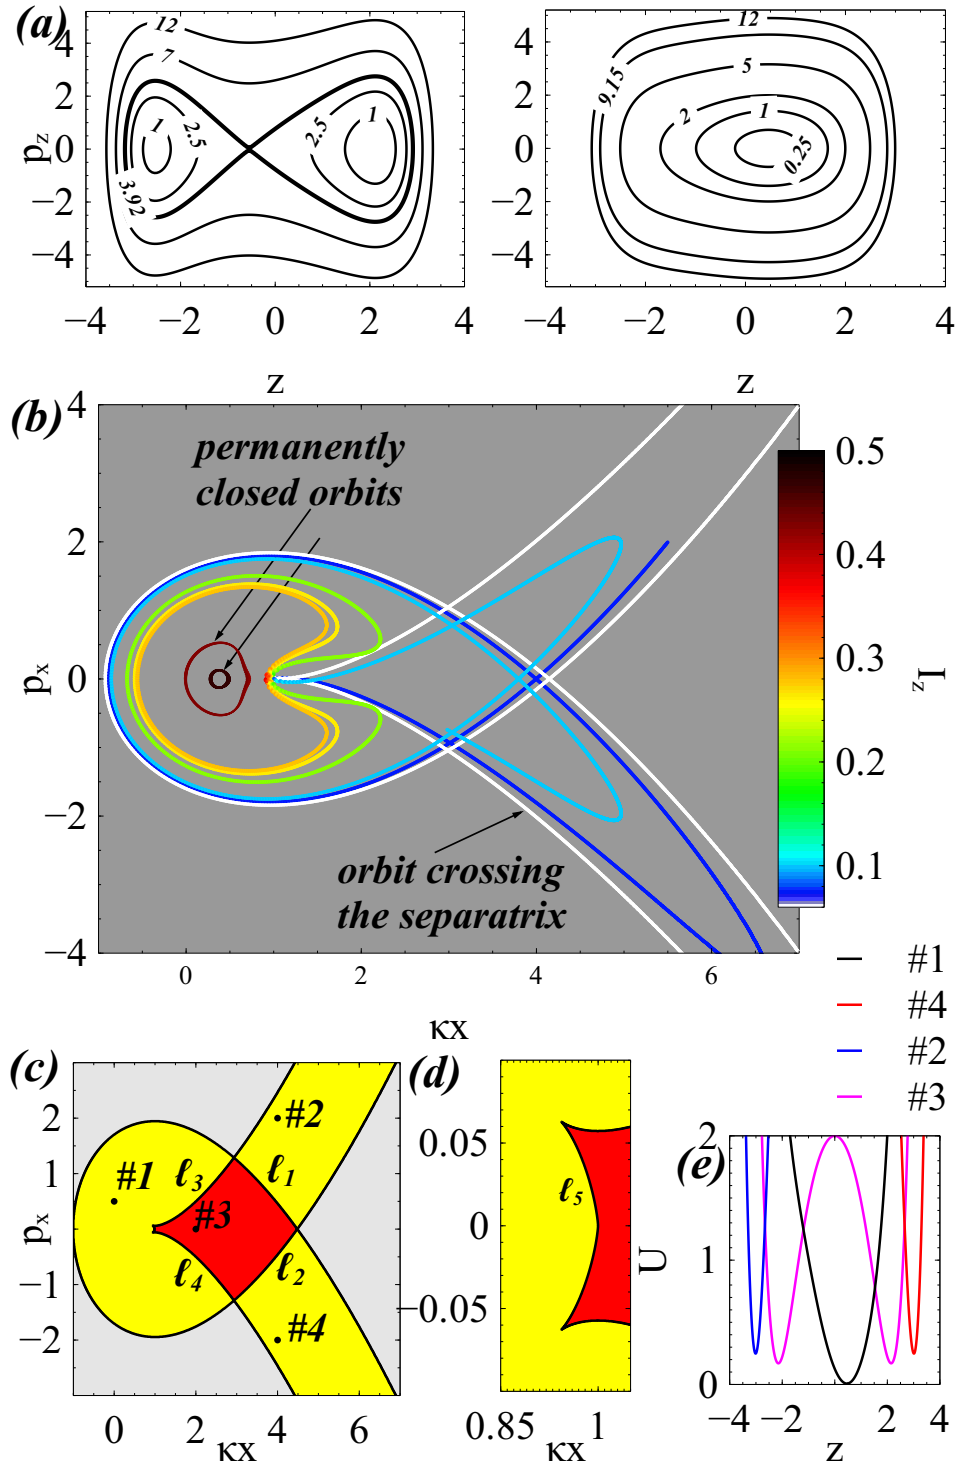 (a)
12
7
1
2.5
3.92
2.5
1
4
2
0
−2
−4
p_z
−4
−2
0
2
4
z
12
9.15
5
2
1
0.25
−4
−2
0
2
4
z
(b)
permanently
closed orbits
orbit crossing
the separatrix
4
2
0
−2
−4
p_x
0
2
4
6
κx
0.5
0.4
0.3
0.2
0.1
I_z
#1
#4
#2
#3
(c)
#2
#1
ℓ_3
ℓ_1
#3
ℓ_4
ℓ_2
#4
2
1
0
−1
−2
p_x
0
2
4
6
κx
(d)
0.05
0
−0.05
ℓ_5
0.85
1
κx
(e)
2
1
0
U
−4
−2
0
2
4
z